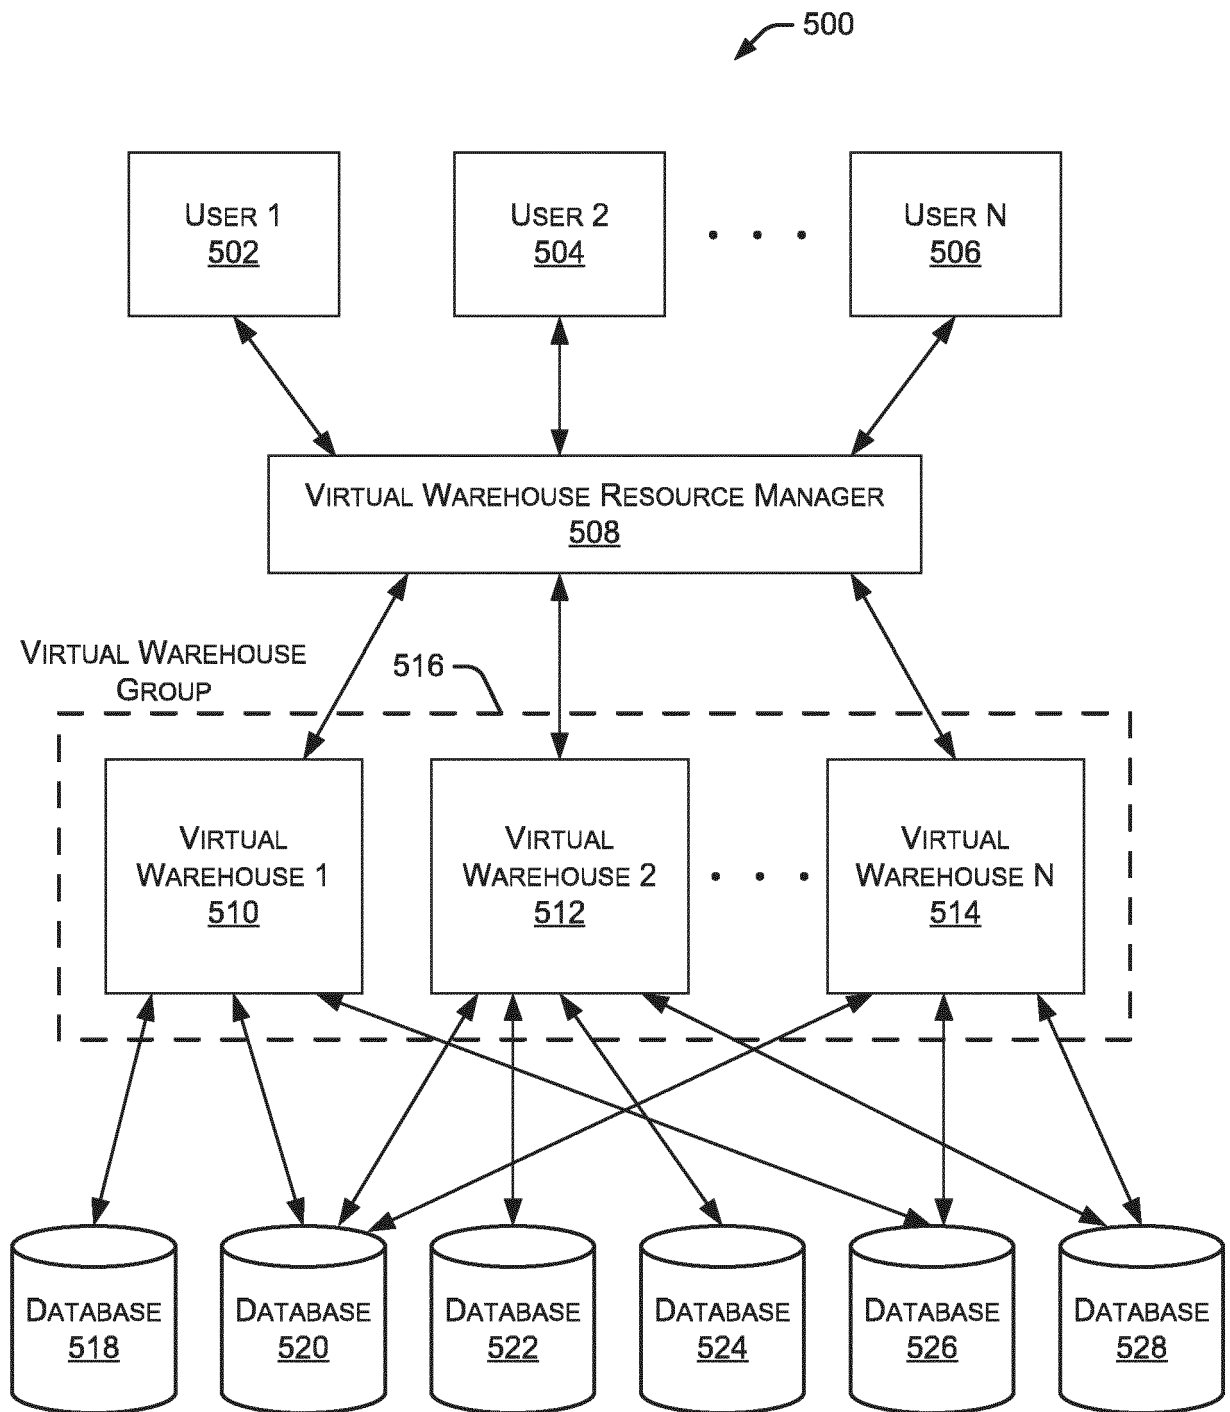 500
User 1
502
User 2
504
. . .
User N
506
Virtual Warehouse Resource Manager
508
Virtual Warehouse
Group
516
Virtual
Warehouse 1
510
Virtual
Warehouse 2
512
. . .
Virtual
Warehouse N
514
Database
518
Database
520
Database
522
Database
524
Database
526
Database
528